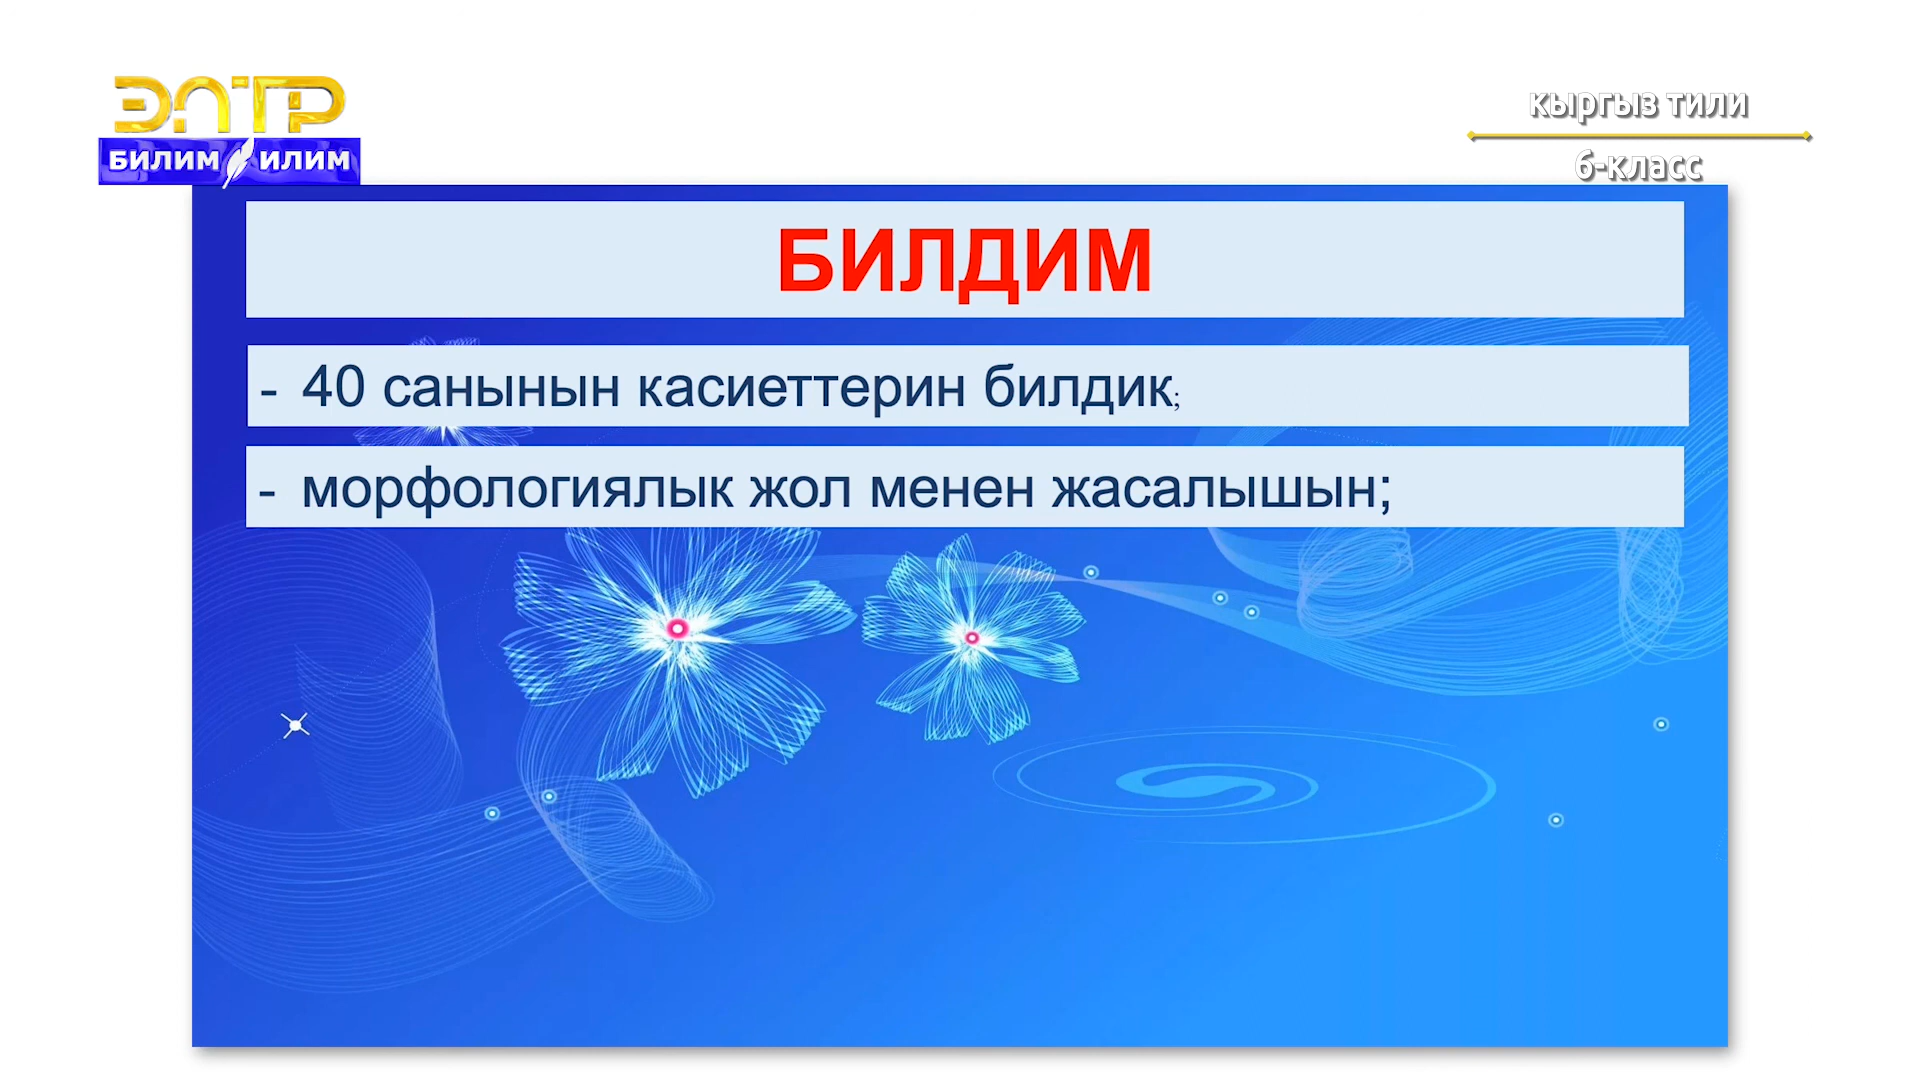 ЭЛТР
БИЛИМ ИЛИМ
кыргыз тили
6-класс
БИЛДИМ
- 40 санынын касиеттерин билдик;
- морфологиялык жол менен жасалышын;